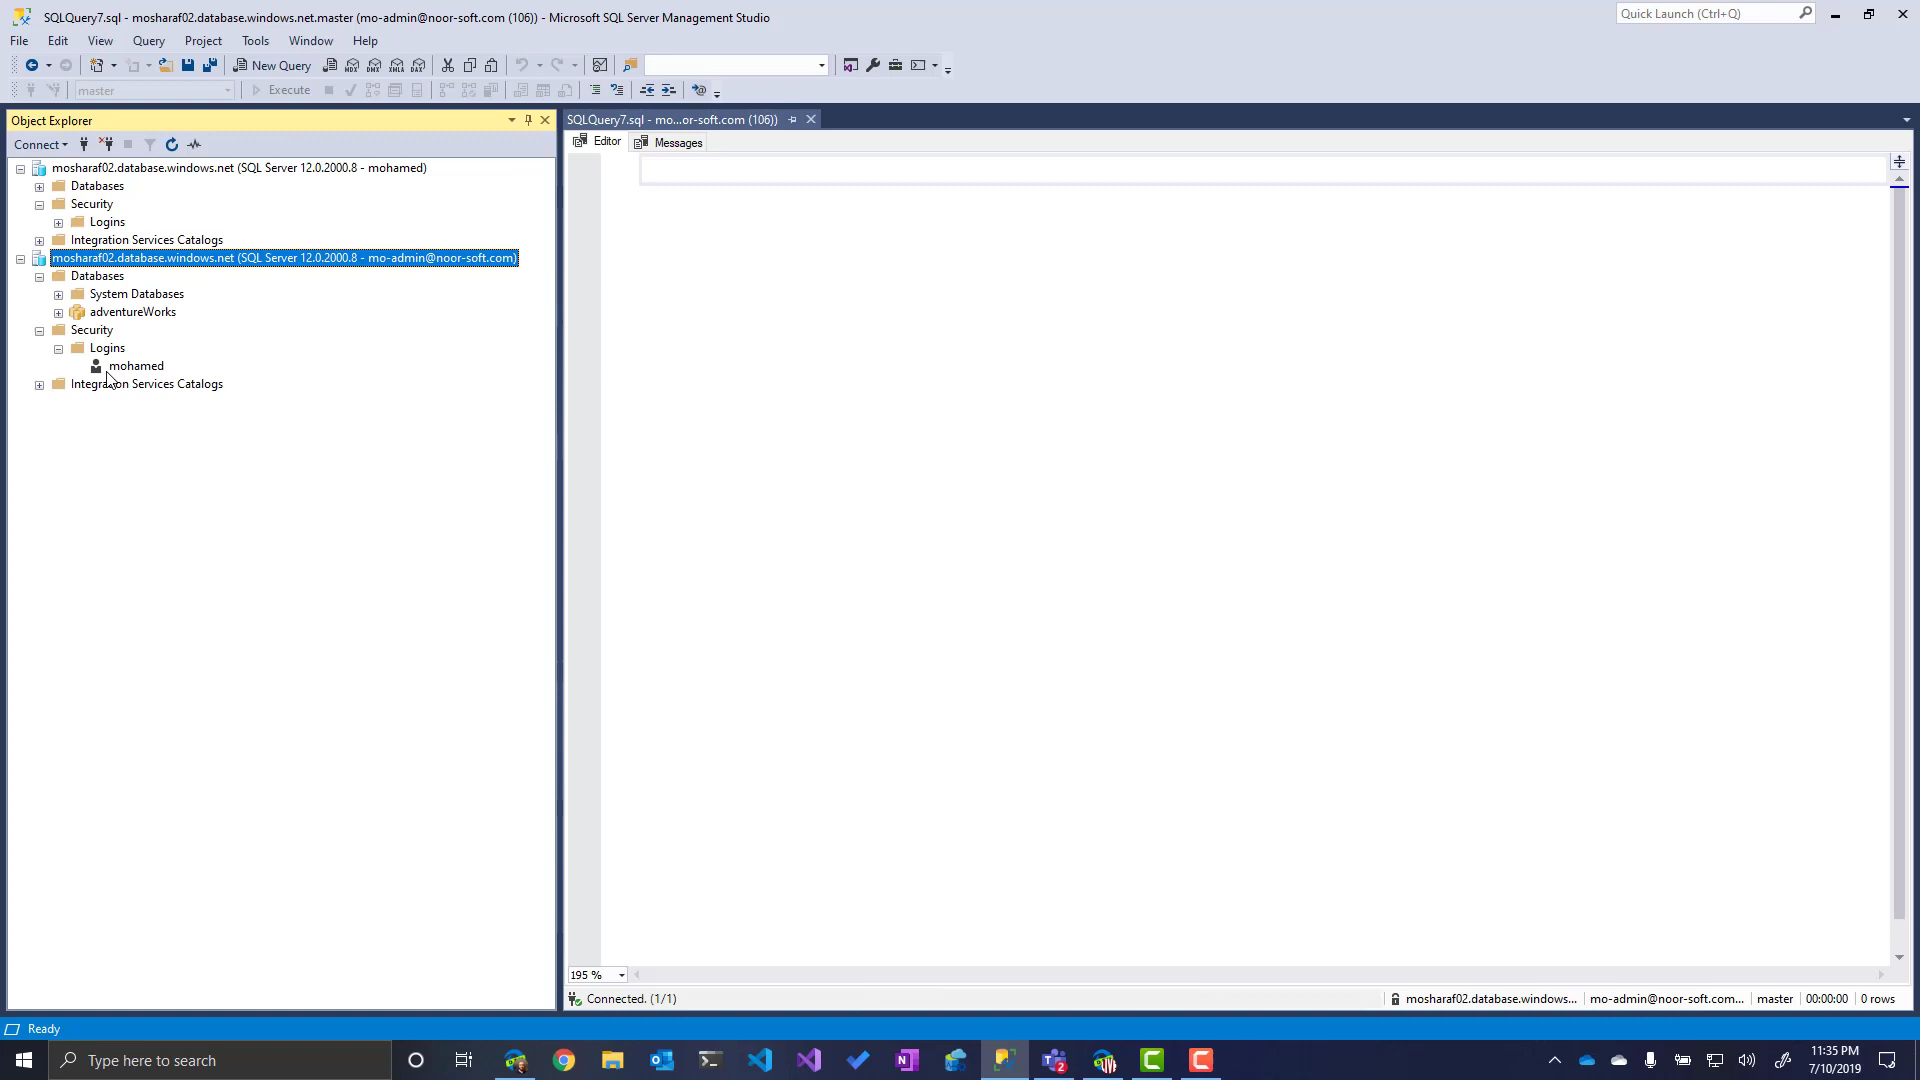 SQLQuery7.sql - mosharaf02.database.windows.net.master (mo-admin@noor-soft.com (106)) - Microsoft SQL Server Management Studio
Quick Launch (Ctrl+Q)
File Edit View Query Project Tools Window Help
New Query
MDX DMX XMLA DAX
master Execute
Object Explorer
SQLQuery7.sql - mo...or-soft.com (106))
Connect
Editor Messages
mosharaf02.database.windows.net (SQL Server 12.0.2000.8 - mohamed)
Databases
Security
Logins
Integration Services Catalogs
mosharaf02.database.windows.net (SQL Server 12.0.2000.8 - mo-admin@noor-soft.com)
Databases
System Databases
adventureWorks
Security
Logins
mohamed
Integration Services Catalogs
195 %
Connected. (1/1)
mosharaf02.database.windows... mo-admin@noor-soft.com... master 00:00:00 0 rows
Ready
Type here to search
2
11:35 PM
7/10/2019